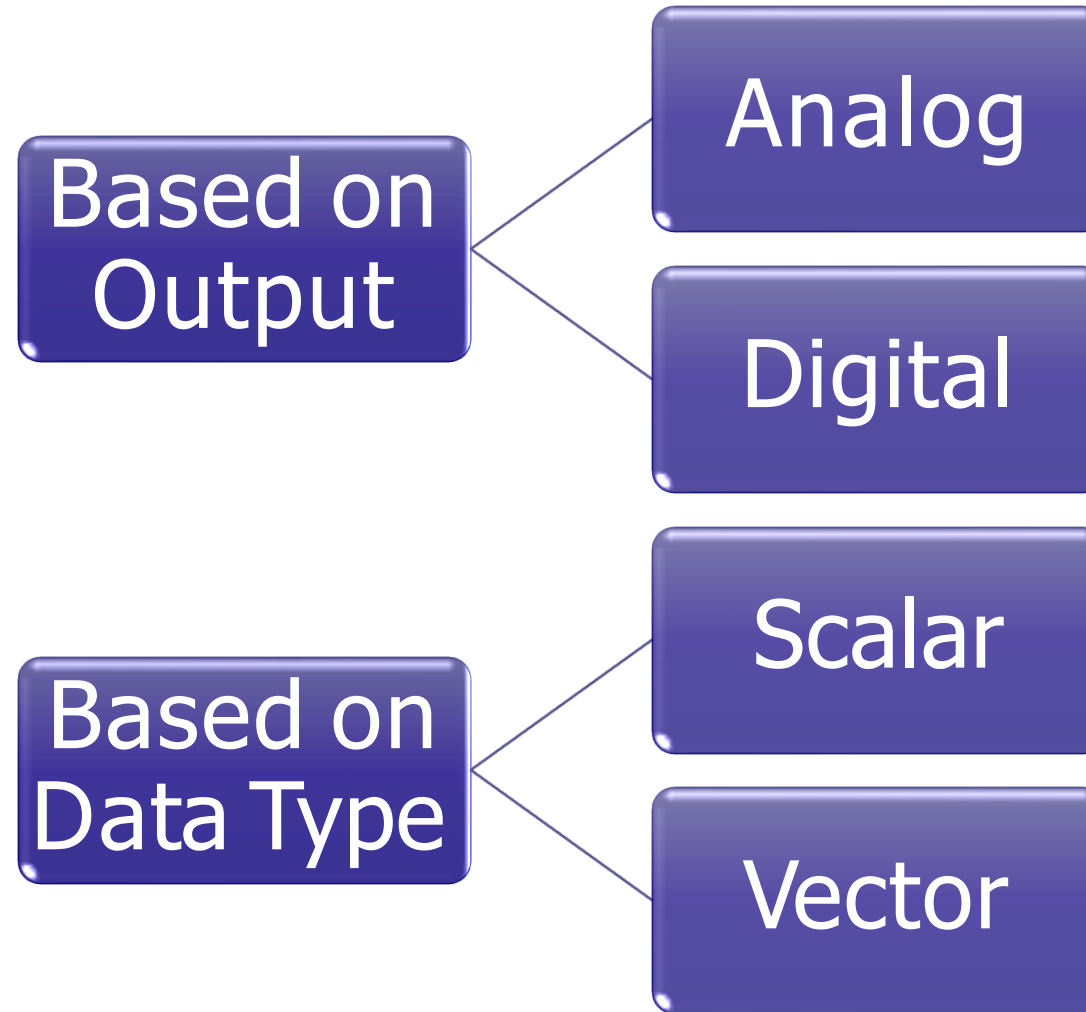 Based on
Output
Analog
Digital
Based on
Data Type
Scalar
Vector